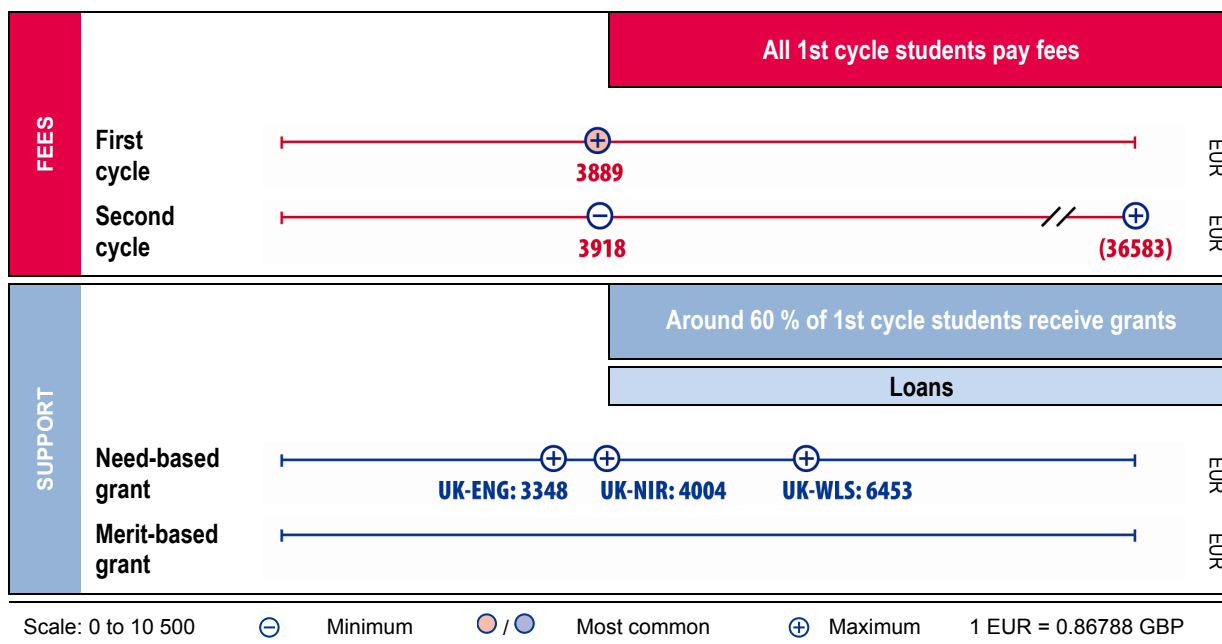 All 1st cycle students pay fees
FEES
First
cycle
3889
EUR
Second
cycle
3918
(36583)
EUR
Around 60 % of 1st cycle students receive grants
Loans
SUPPORT
Need-based
grant
UK-ENG: 3348 UK-NIR: 4004 UK-WLS: 6453
EUR
Merit-based
grant
EUR
Scale: 0 to 10 500 Minimum / Most common Maximum 1 EUR = 0.86788 GBP